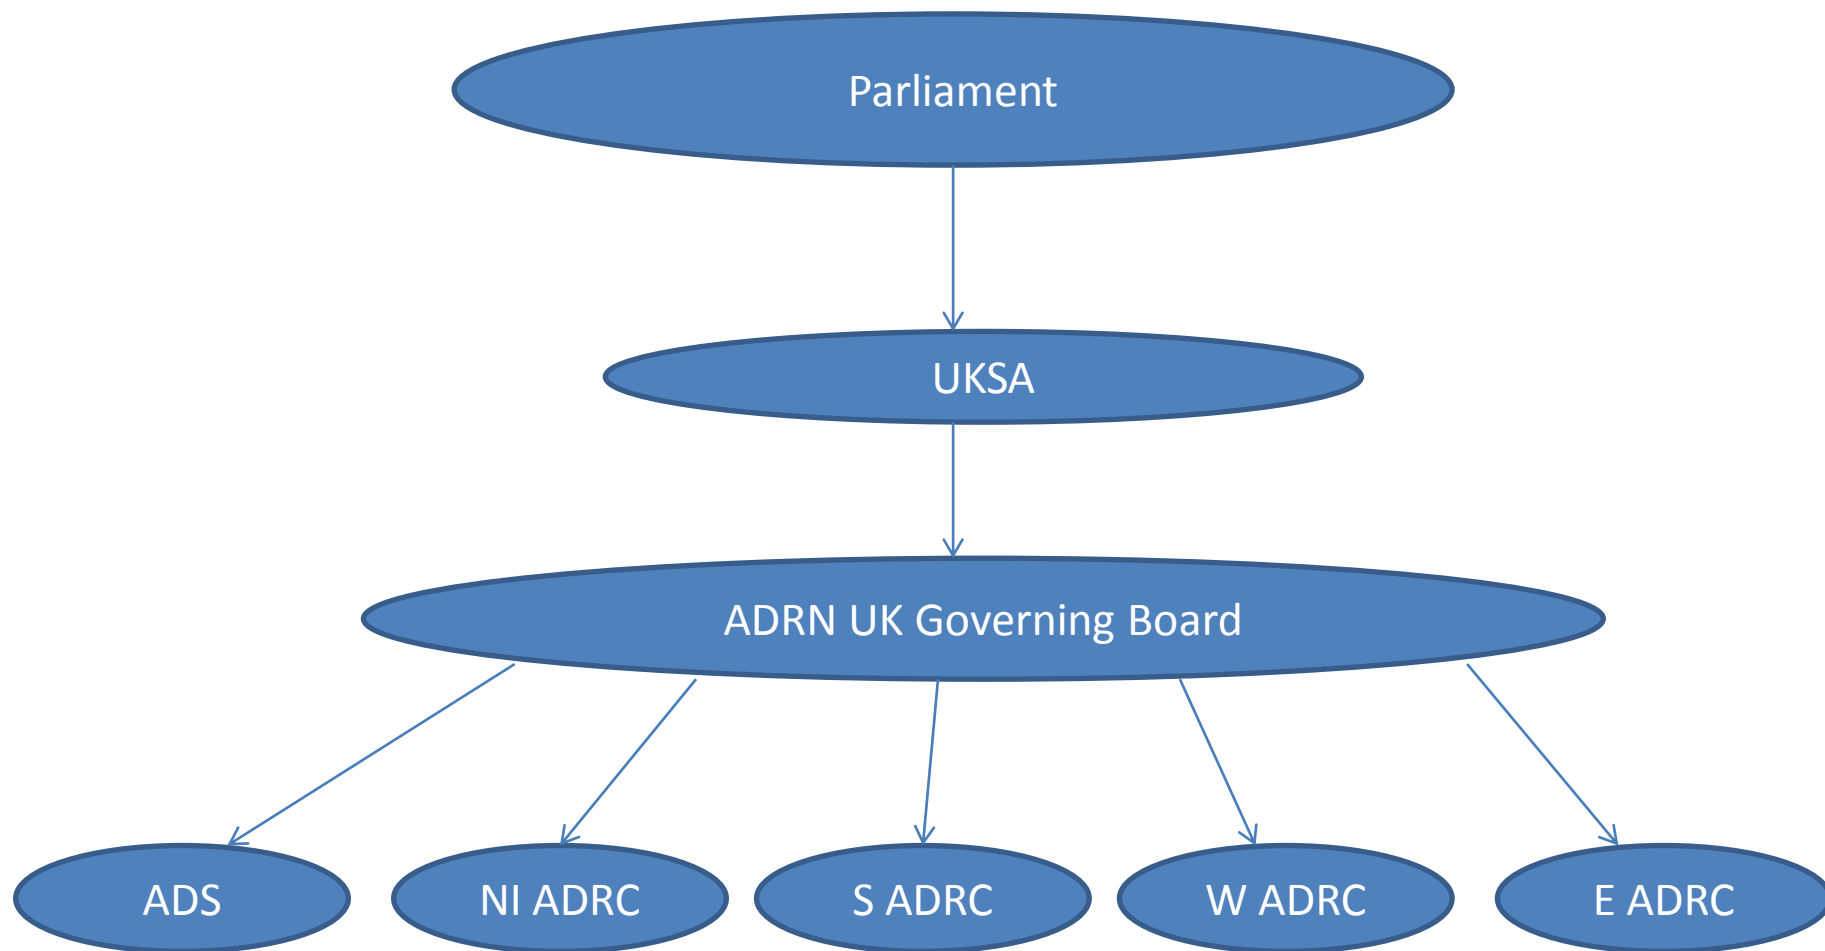 Parliament
UKSA
ADRN UK Governing Board
ADS
NI ADRC
S ADRC
W ADRC
E ADRC